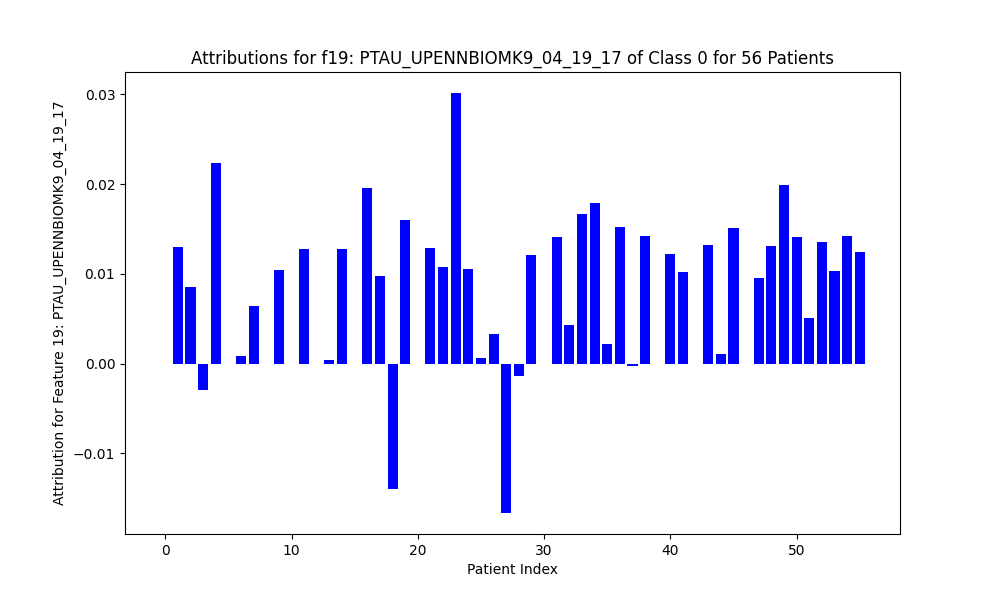 Attributions for f19: PTAU_UPENNBIOMK9_04_19_17 of Class 0 for 56 Patients
Attribution for Feature 19: PTAU_UPENNBIOMK9_04_19_17
0.03
0.02
0.01
0.00
−0.01
0 10 20 30 40 50
Patient Index